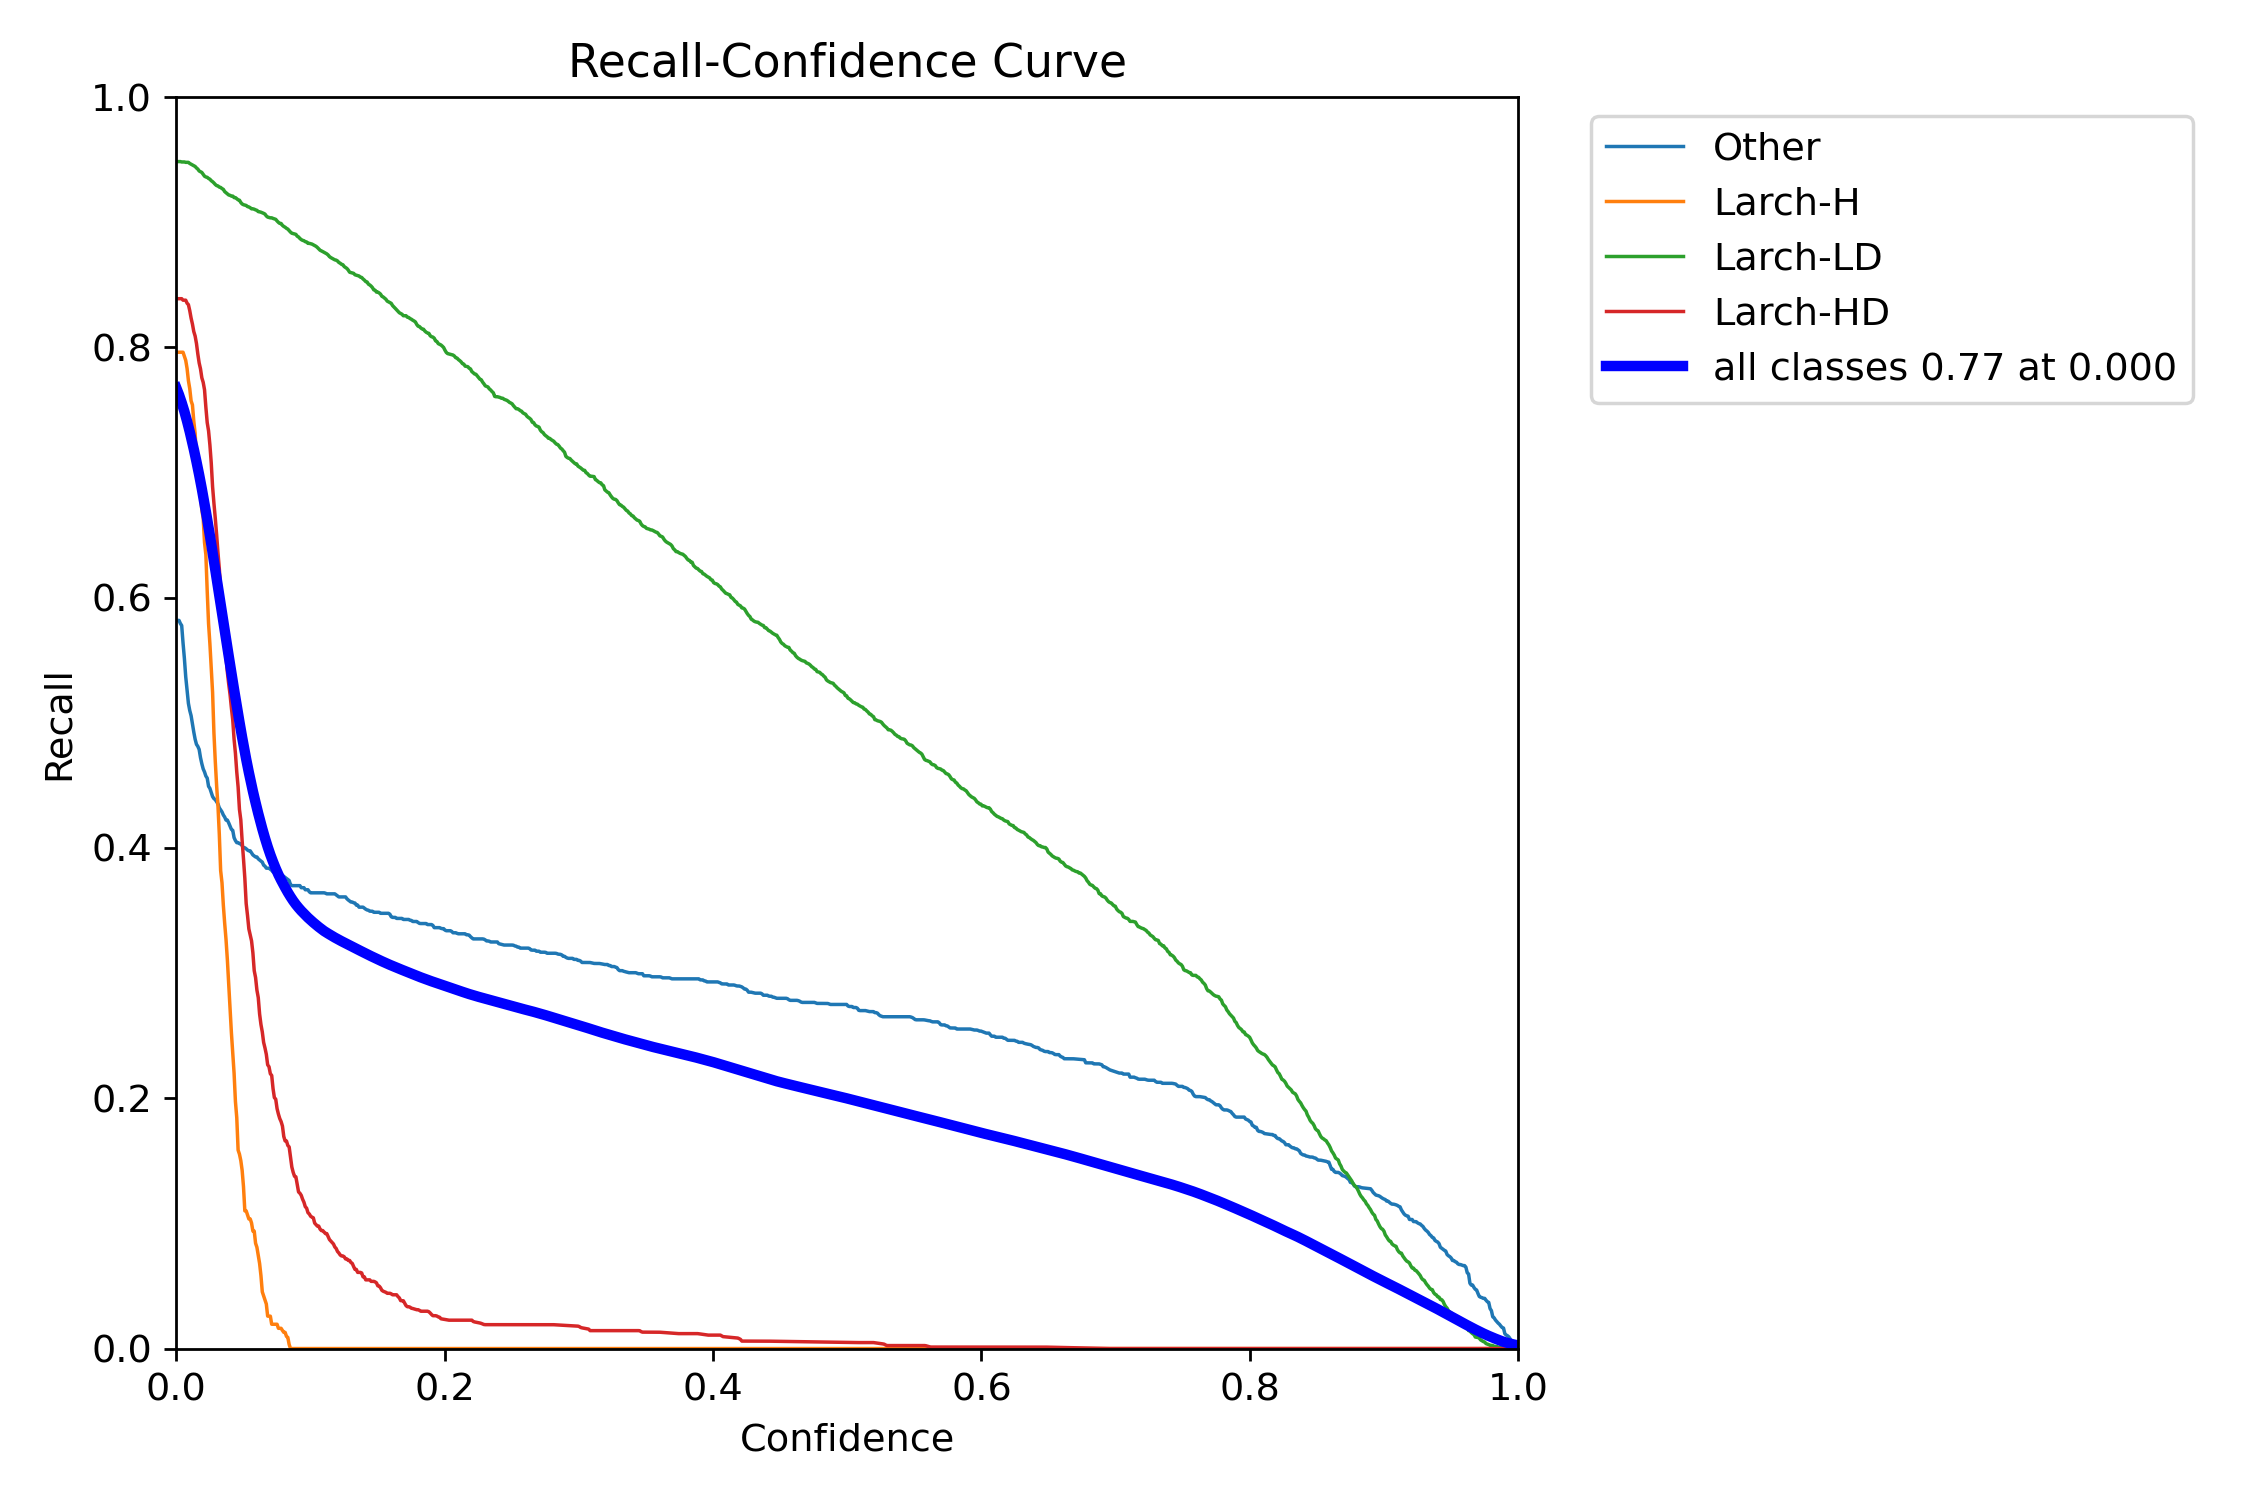 Recall-Confidence Curve
1.0
0.8
0.6
0.4
0.2
0.0
Recall
0.0 0.2 0.4 0.6 0.8 1.0
Confidence
Other
Larch-H
Larch-LD
Larch-HD
all classes 0.77 at 0.000